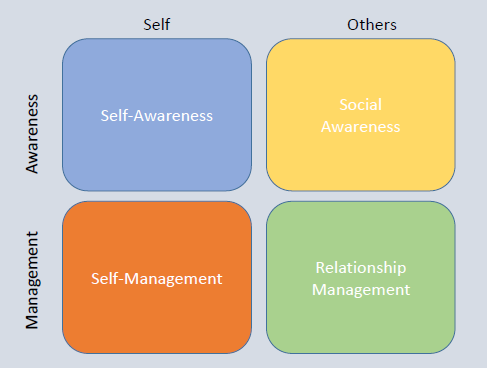 Self
Others
Awareness
Self-Awareness
Social
Awareness
Management
Self-Management
Relationship
Management